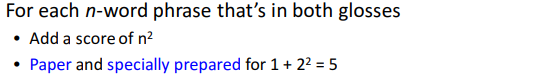 For each n-word phrase that’s in both glosses
• Add a score of n²
• Paper and specially prepared for 1 + 2² = 5